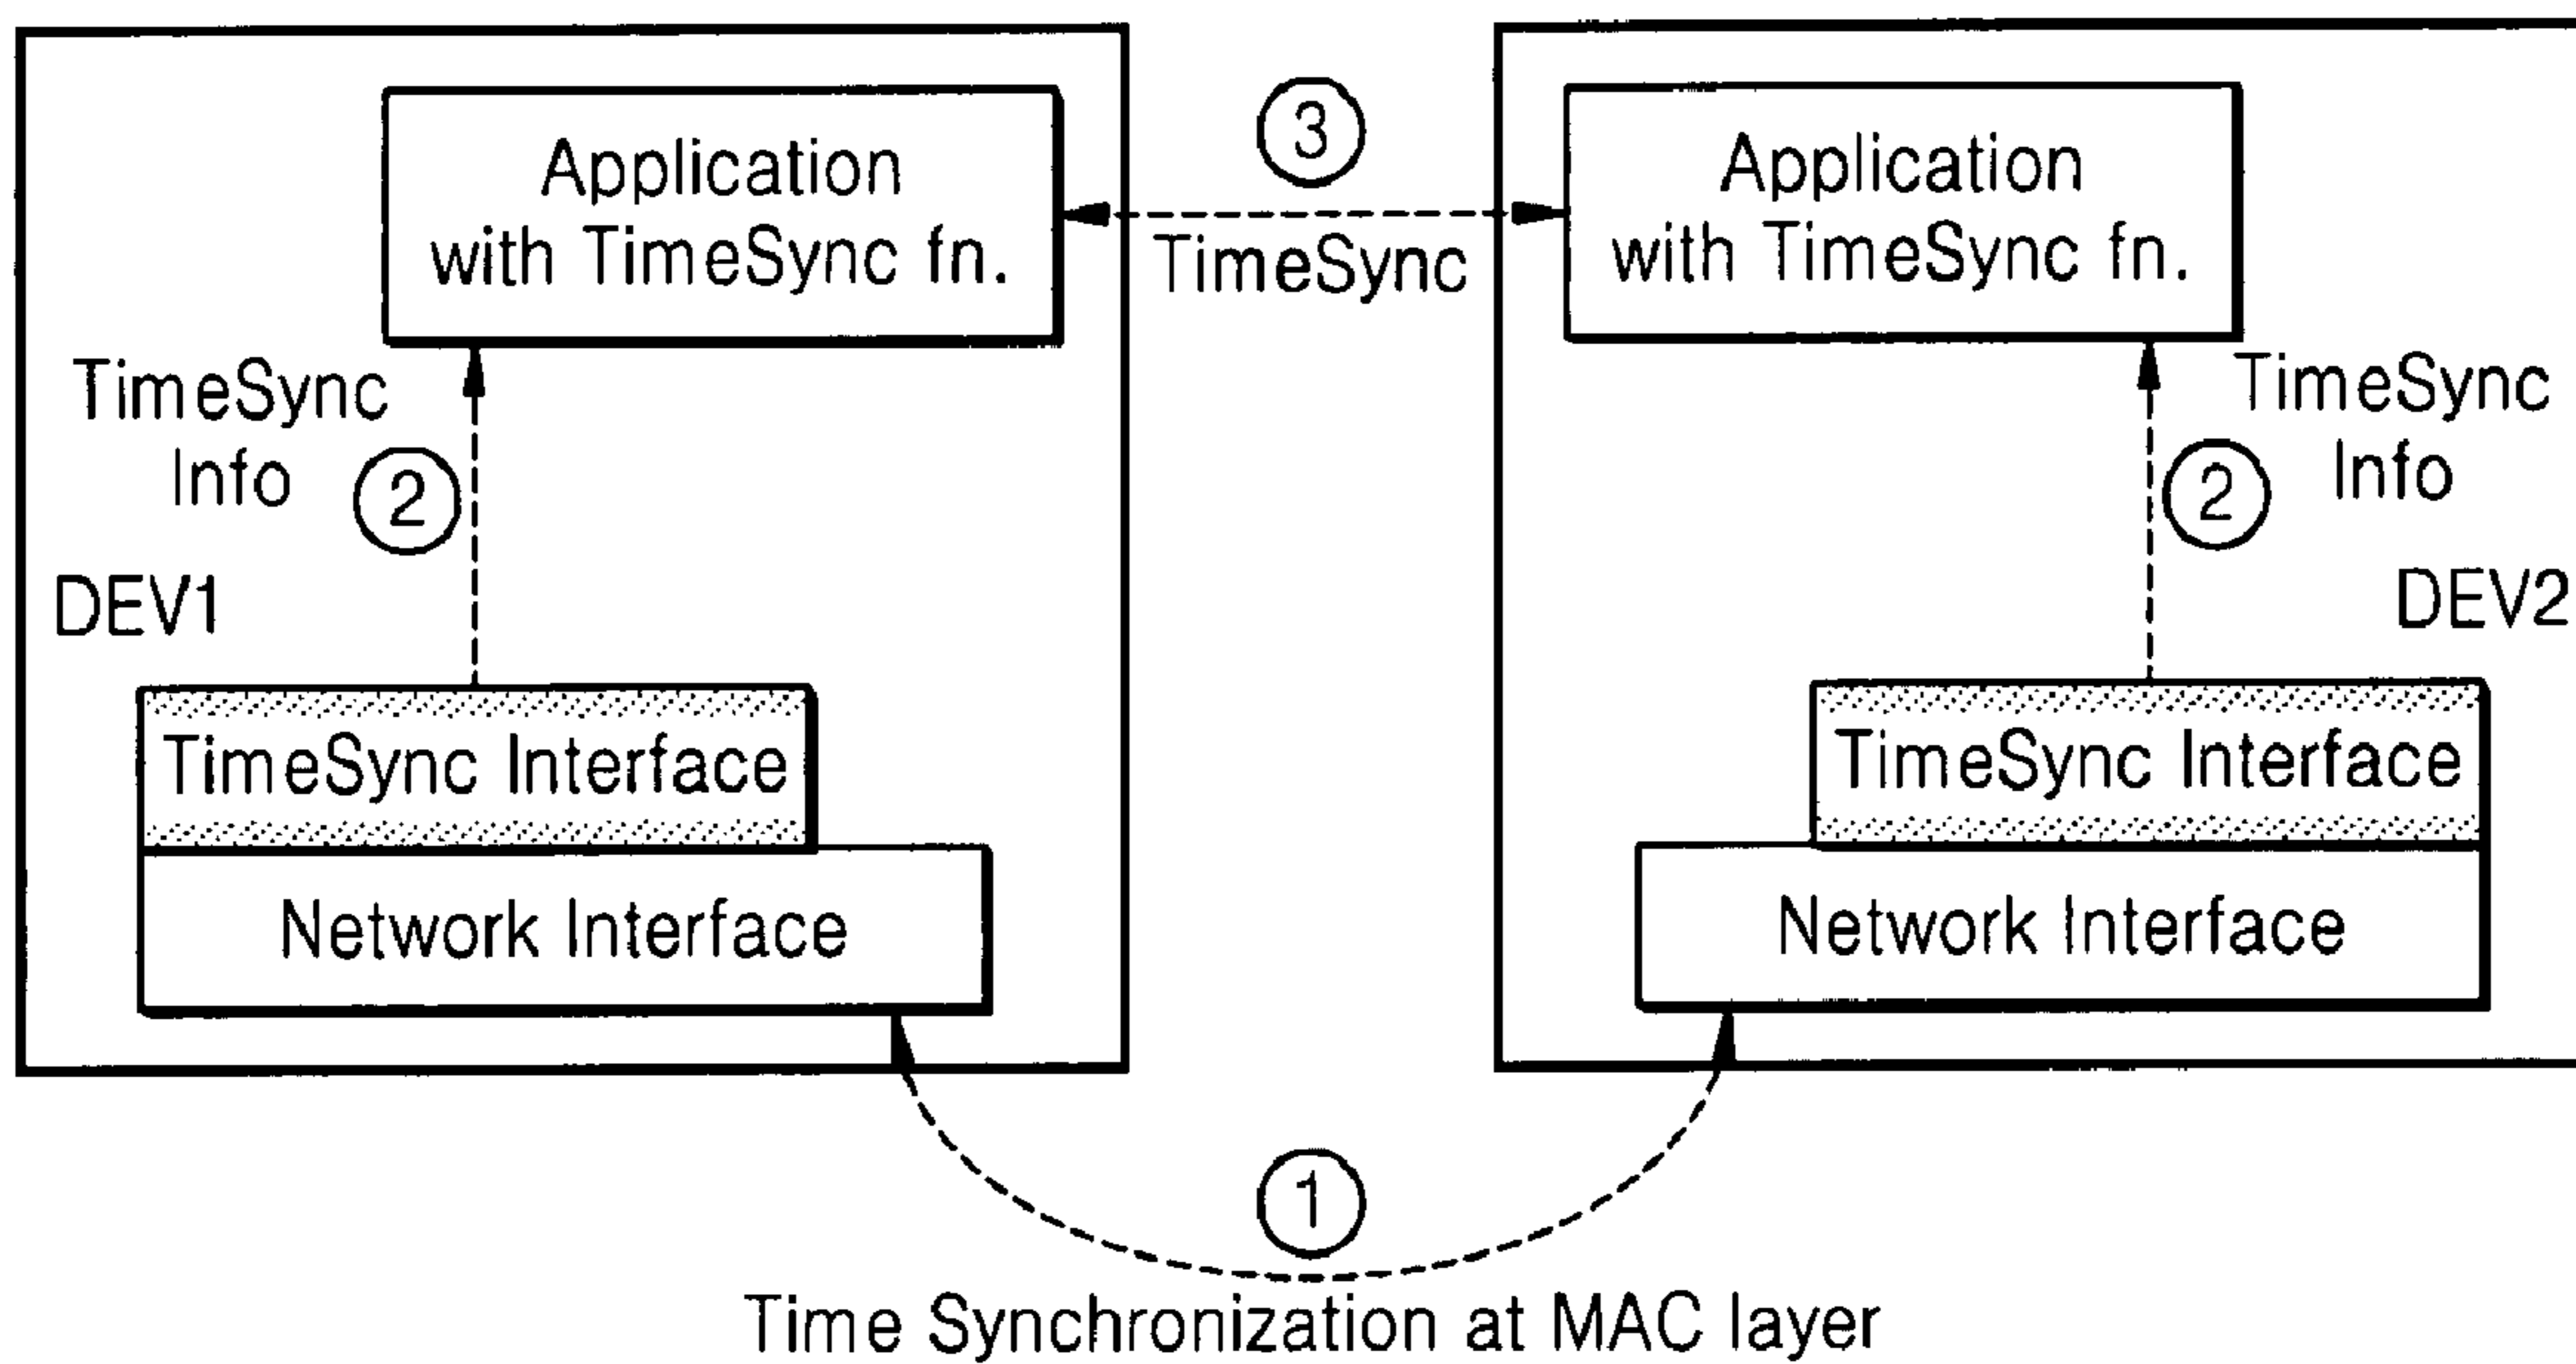 Application
with TimeSync fn.
3
TimeSync
Application
with TimeSync fn.
TimeSync
Info
2
DEV1
TimeSync
Info
2
DEV2
TimeSync Interface
Network Interface
TimeSync Interface
Network Interface
1
Time Synchronization at MAC layer